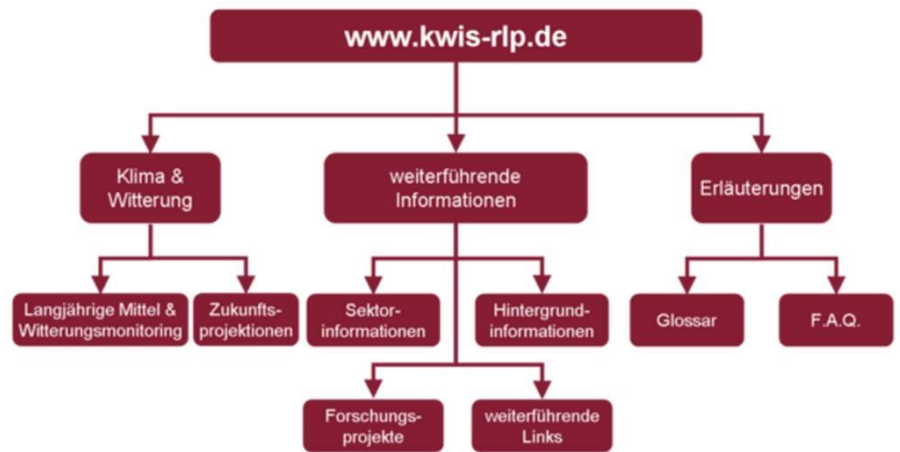 www.kwis-rlp.de
Klima &
Witterung
weiterführende
Informationen
Erläuterungen
Langjährige Mittel &
Witterungsmonitoring
Zukunfts-
projektionen
Sektor-
informationen
Hintergrund-
informationen
Glossar
F.A.Q.
Forschungs-
projekte
weiterführende
Links